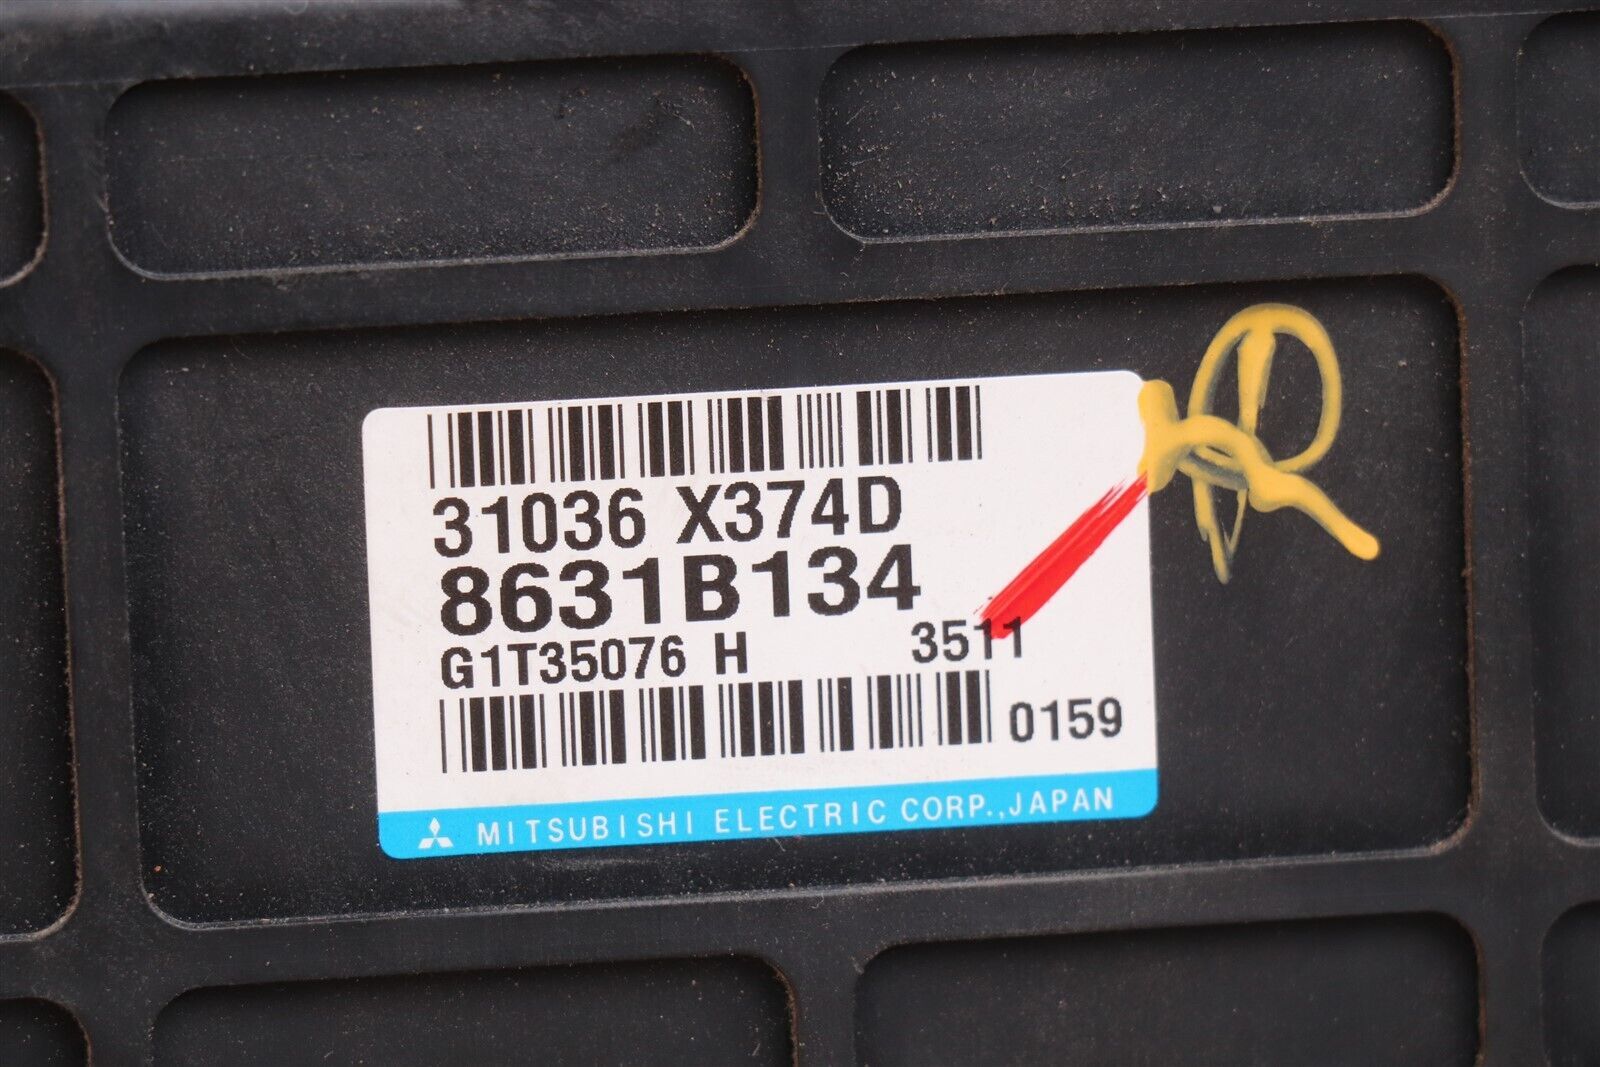 31036 X374D
8631B134
G1T35076 H 3511
0159
MITSUBISHI ELECTRIC CORP.,JAPAN